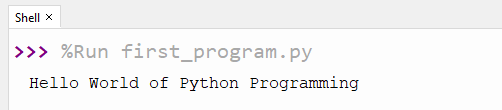 Shell ×
>>> %Run first_program.py
Hello World of Python Programming